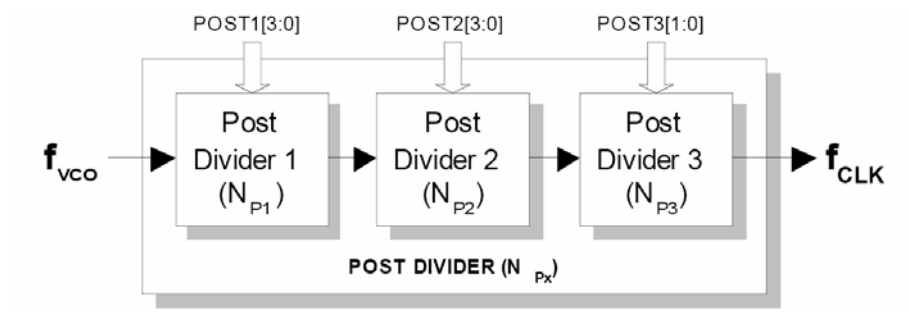 POST1[3:0] POST2[3:0] POST3[1:0]
Post Divider 1 (NP1)
Post Divider 2 (NP2)
Post Divider 3 (NP3)
fVCO
fCLK
POST DIVIDER (N Px)